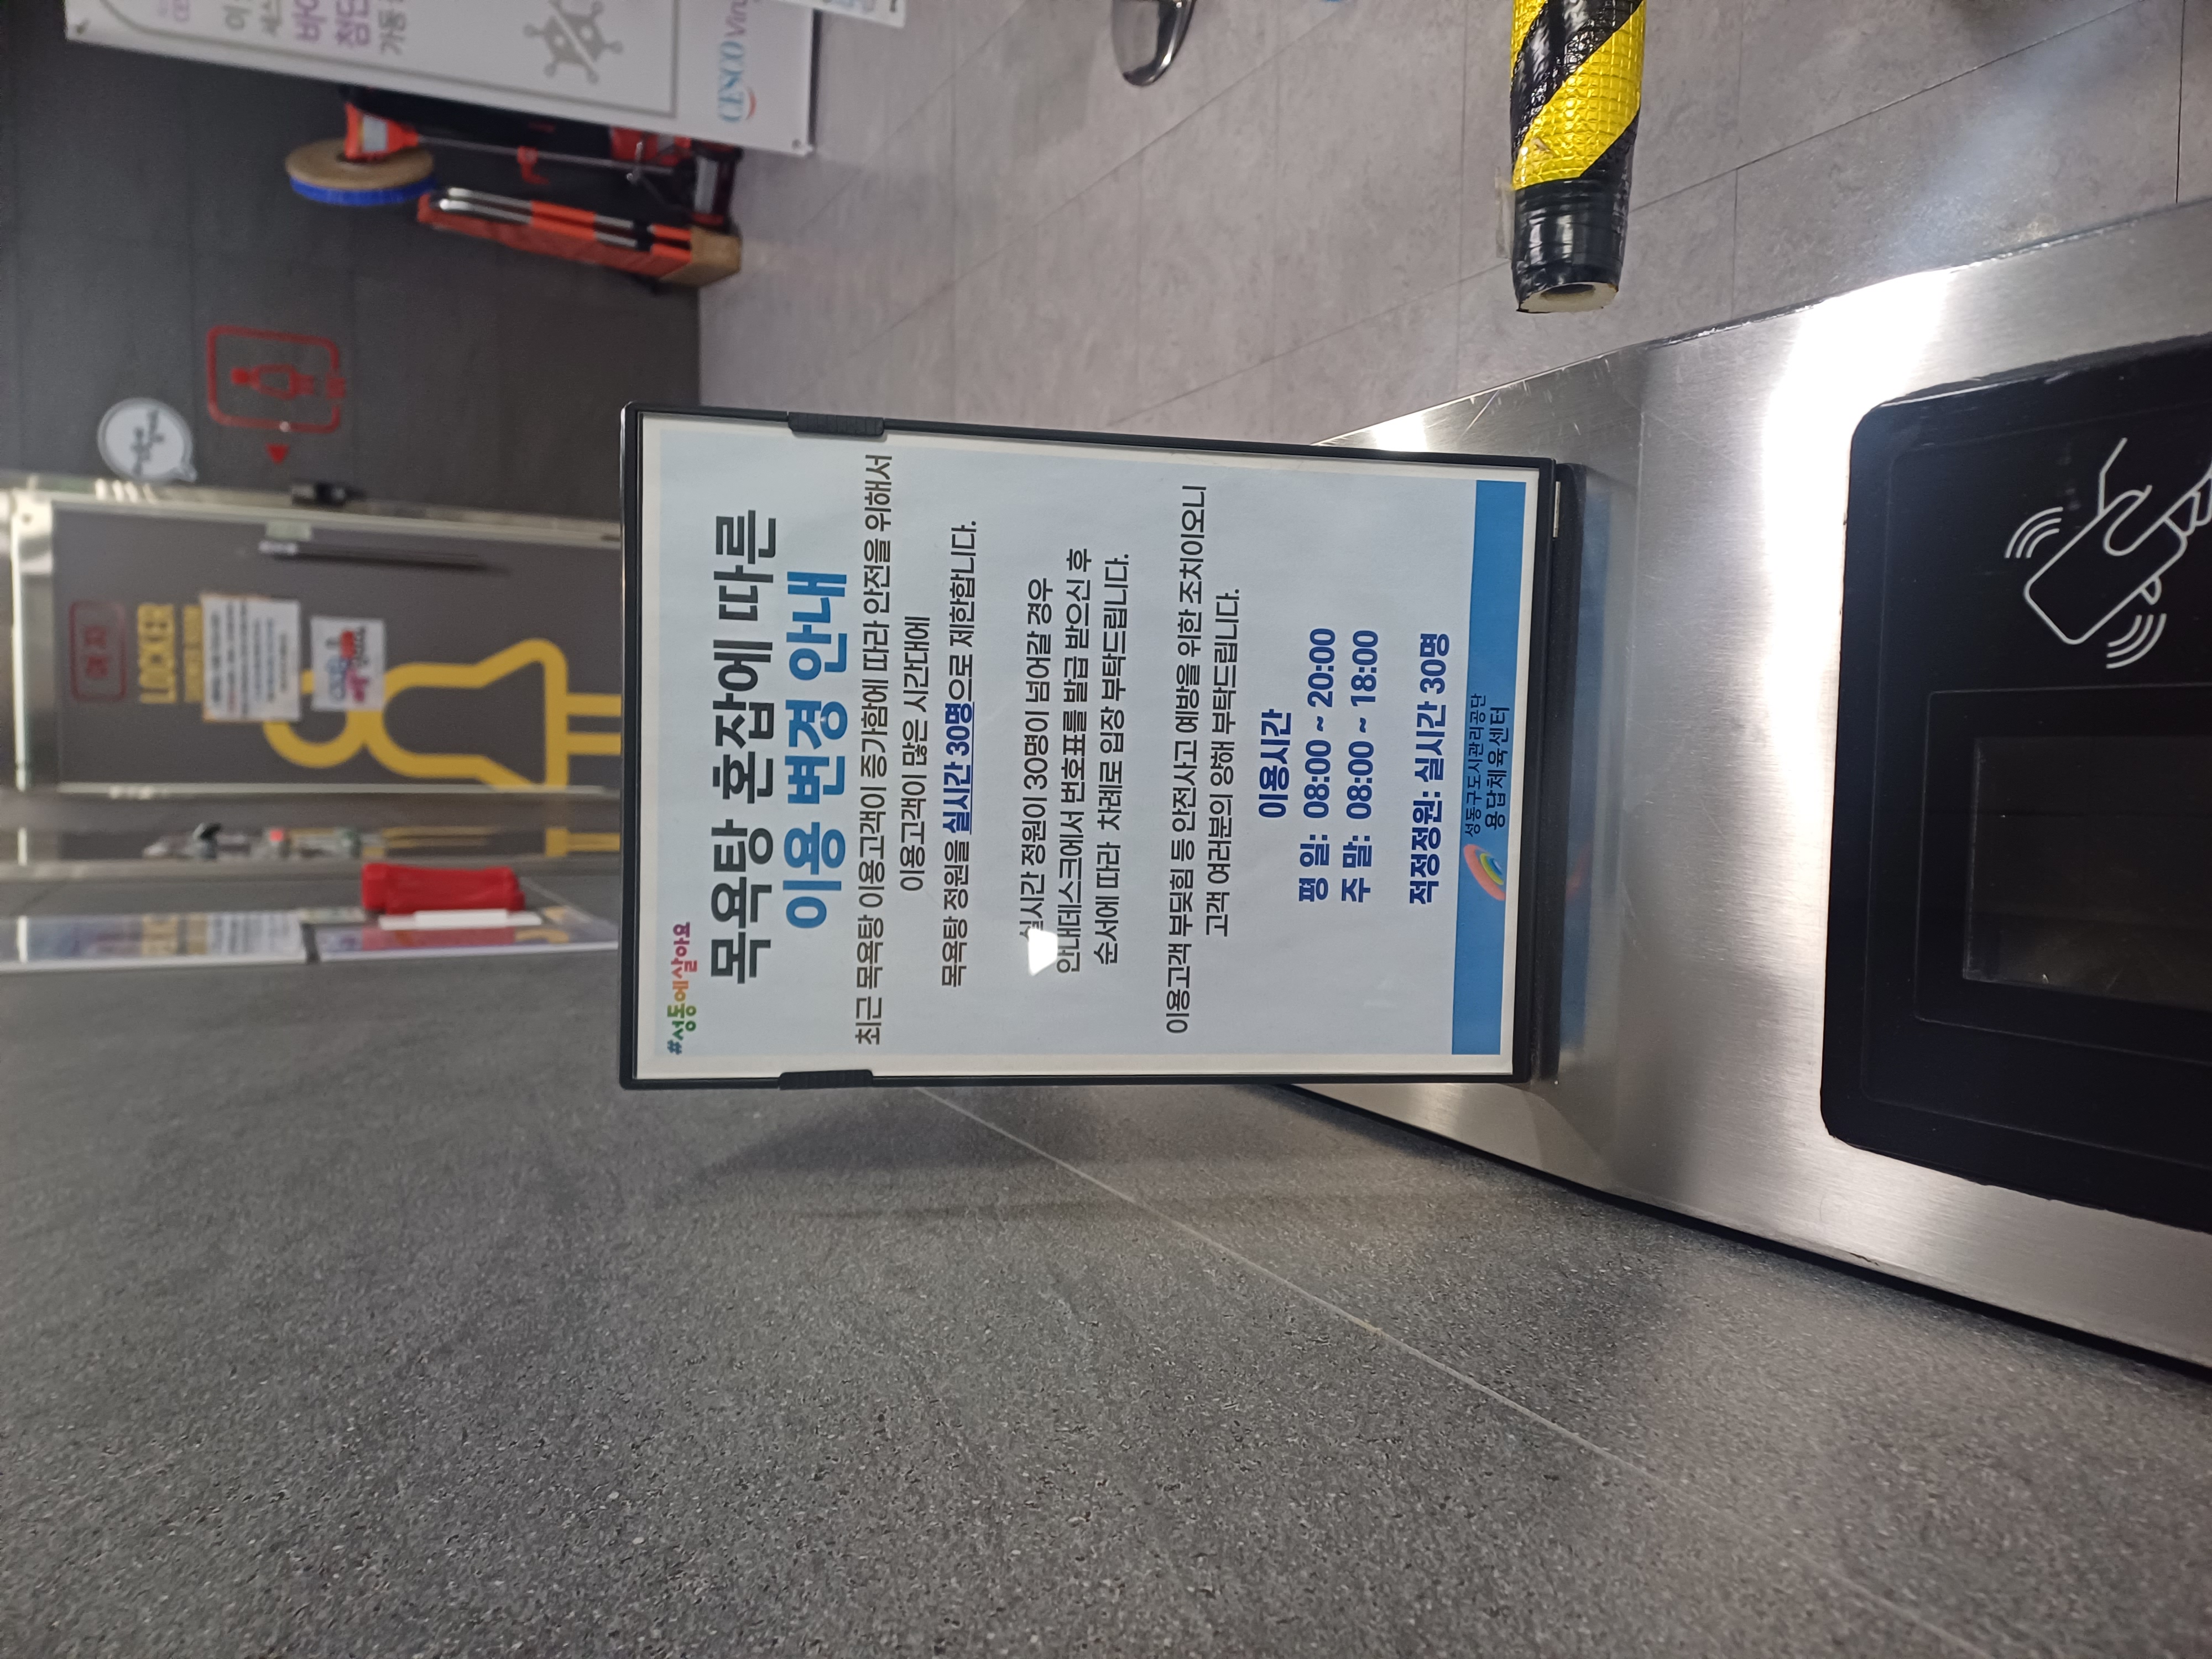 #성동에살아요
목욕탕 혼잡에 따른
이용 변경 안내
최근 목욕탕 이용고객이 증가함에 따라 안전을 위해서
이용고객이 많은 시간대에
목욕탕 정원을 실시간 30명으로 제한합니다.
실시간 정원이 30명이 넘어갈 경우
안내데스크에서 번호표를 발급 받으신 후
순서에 따라 차례로 입장 부탁드립니다.
이용고객 부딪힘 등 안전사고 예방을 위한 조치이오니
고객 여러분의 양해 부탁드립니다.
이용시간
평 일: 08:00 ~ 20:00
주 말: 08:00 ~ 18:00
적정정원: 실시간 30명
성동구도시관리공단
용답체육센터
여자
LOCKER
CESCO